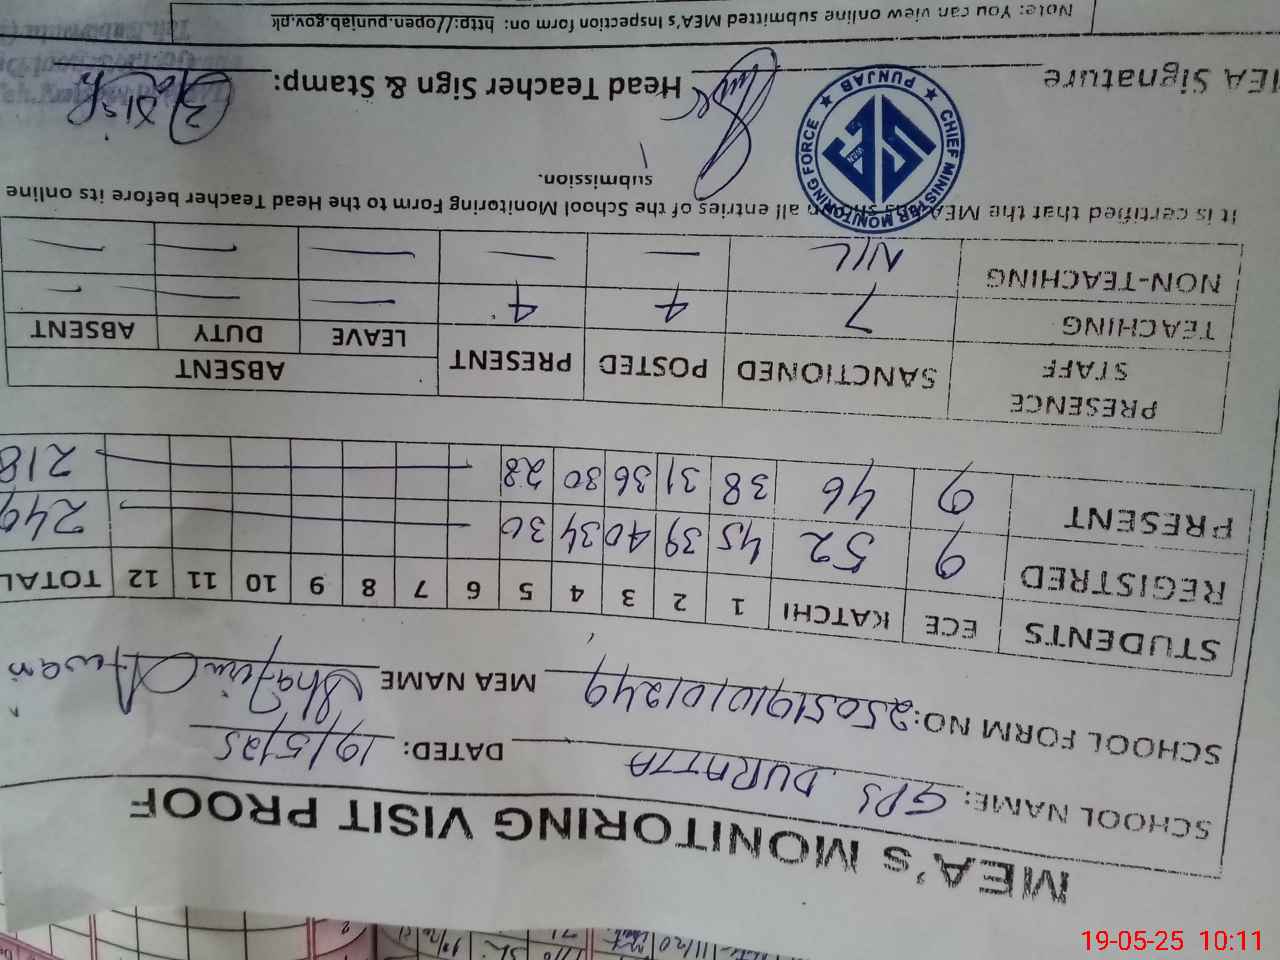 MEA's MONITORING VISIT PROOF
SCHOOL NAME: GPS DURATTA DATED: 19/5/25
SCHOOL FORM NO: 25051910101249 MEA NAME Shafiu Awan
STUDENTS ECE KATCHI 1 2 3 4 5 6 7 8 9 10 11 12 TOTAL
REGISTRED 9 52 45 39 40 34 30 249
PRESENT 9 46 38 31 36 30 28 218
PRESENCE STAFF SANCTIONED POSTED PRESENT ABSENT
LEAVE DUTY ABSENT
TEACHING 7 4 4 — — —
NON-TEACHING NIL — — — — —
It is certified that the MEA has shown all entries of the School Monitoring Form to the Head Teacher before its online
submission.
CHIEF MINISTER MONITORING FORCE ★ PUNJAB ★
MEA Signature Head Teacher Sign & Stamp:
Note: You can view online submitted MEA's Inspection form on: http://open.punjab.gov.pk
19-05-25 10:11